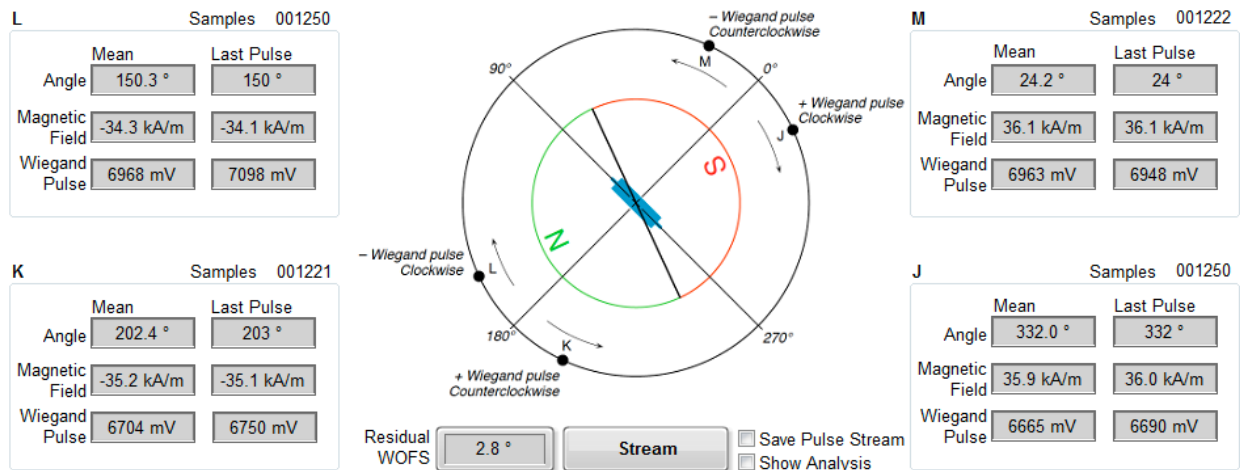 L Samples 001250
Mean Last Pulse
Angle 150.3 ° 150 °
Magnetic
Field -34.3 kA/m -34.1 kA/m
Wiegand
Pulse 6968 mV 7098 mV
K Samples 001221
Mean Last Pulse
Angle 202.4 ° 203 °
Magnetic
Field -35.2 kA/m -35.1 kA/m
Wiegand
Pulse 6704 mV 6750 mV
– Wiegand pulse
Counterclockwise
M
90°
0°
+ Wiegand pulse
Clockwise
J
S
N
– Wiegand pulse
Clockwise
L
180°
K
270°
+ Wiegand pulse
Counterclockwise
Residual
WOFS 2.8 ° Stream
Save Pulse Stream
Show Analysis
M Samples 001222
Mean Last Pulse
Angle 24.2 ° 24 °
Magnetic
Field 36.1 kA/m 36.1 kA/m
Wiegand
Pulse 6963 mV 6948 mV
J Samples 001250
Mean Last Pulse
Angle 332.0 ° 332 °
Magnetic
Field 35.9 kA/m 36.0 kA/m
Wiegand
Pulse 6665 mV 6690 mV